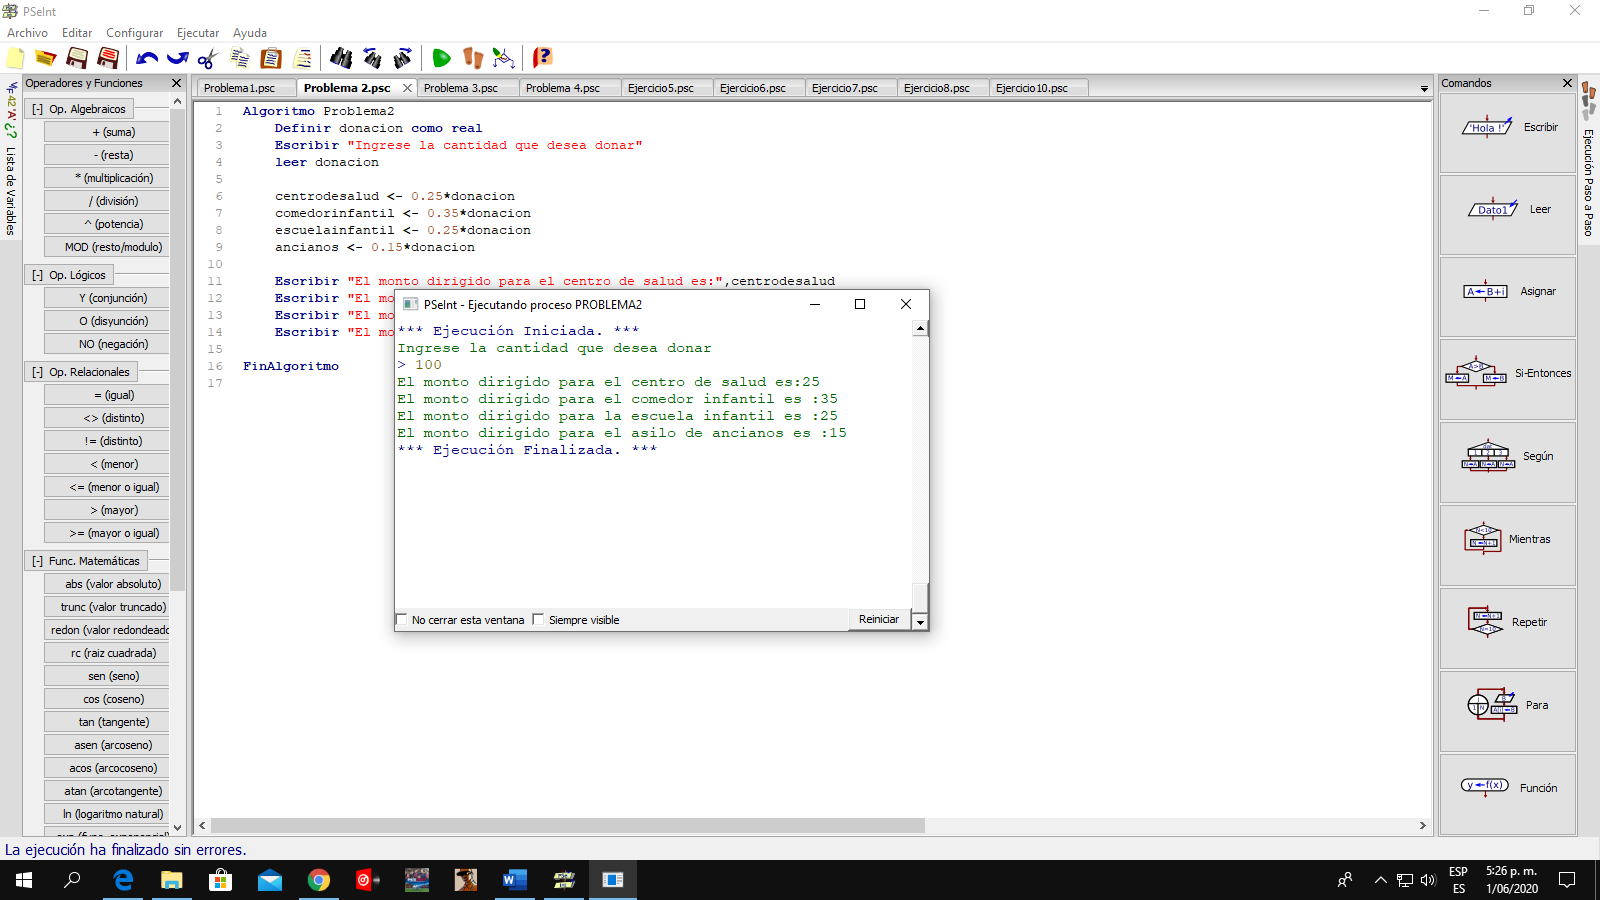 PSeInt
Archivo Editar Configurar Ejecutar Ayuda
Operadores y Funciones
Problema1.psc Problema 2.psc Problema 3.psc Problema 4.psc Ejercicio5.psc Ejercicio6.psc Ejercicio7.psc Ejercicio8.psc Ejercicio10.psc
Comandos
Lista de Variables
[-] Op. Algebraicos
+ (suma)
- (resta)
* (multiplicación)
/ (división)
^ (potencia)
MOD (resto/modulo)
[-] Op. Lógicos
Y (conjunción)
O (disyunción)
NO (negación)
[-] Op. Relacionales
= (igual)
<> (distinto)
!= (distinto)
< (menor)
<= (menor o igual)
> (mayor)
>= (mayor o igual)
[-] Func. Matemáticas
abs (valor absoluto)
trunc (valor truncado)
redon (valor redondeado
rc (raiz cuadrada)
sen (seno)
cos (coseno)
tan (tangente)
asen (arcoseno)
acos (arcocoseno)
atan (arcotangente)
ln (logaritmo natural)
1 Algoritmo Problema2
2 Definir donacion como real
3 Escribir "Ingrese la cantidad que desea donar"
4 leer donacion
5
6 centrodesalud <- 0.25*donacion
7 comedorinfantil <- 0.35*donacion
8 escuelainfantil <- 0.25*donacion
9 ancianos <- 0.15*donacion
10
11 Escribir "El monto dirigido para el centro de salud es:",centrodesalud
12 Escribir "El mo
13 Escribir "El mo
14 Escribir "El mo
15
16 FinAlgoritmo
17
PSeInt - Ejecutando proceso PROBLEMA2
*** Ejecución Iniciada. ***
Ingrese la cantidad que desea donar
> 100
El monto dirigido para el centro de salud es:25
El monto dirigido para el comedor infantil es :35
El monto dirigido para la escuela infantil es :25
El monto dirigido para el asilo de ancianos es :15
*** Ejecución Finalizada. ***
No cerrar esta ventana Siempre visible Reiniciar
'Hola !' Escribir
Dato1 Leer
A←B+i Asignar
A>B M←A M←B Si-Entonces
Según
Mientras
Repetir
Para
y←f(x) Función
Ejecución Paso a Paso
La ejecución ha finalizado sin errores.
ESP
ES
5:26 p. m.
1/06/2020